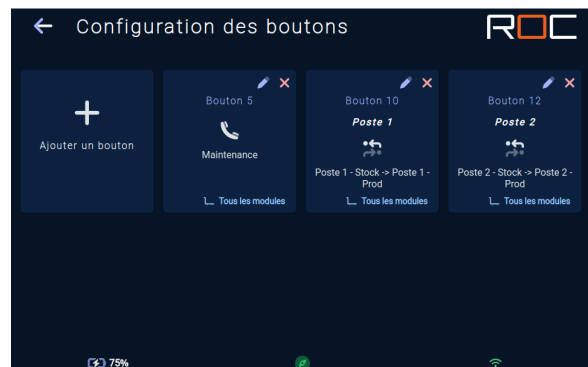 Configuration des boutons
ROC
Ajouter un bouton
Bouton 5
Maintenance
Tous les modules
Bouton 10
Poste 1
Poste 1 - Stock -> Poste 1 -
Prod
Tous les modules
Bouton 12
Poste 2
Poste 2 - Stock -> Poste 2 -
Prod
Tous les modules
75%